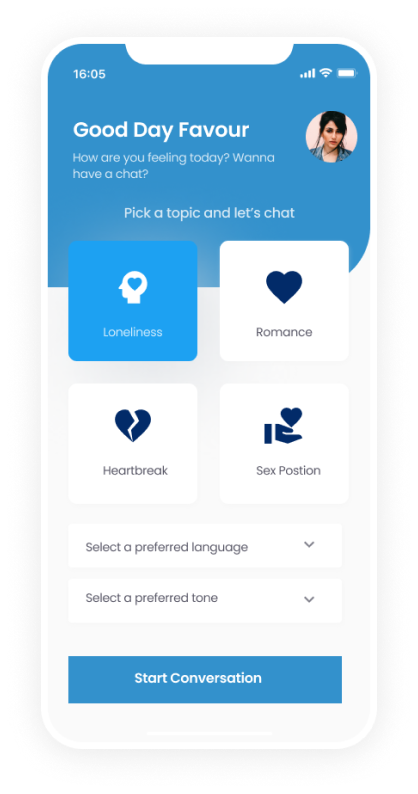 16:05
Good Day Favour
How are you feeling today? Wanna
have a chat?
Pick a topic and let's chat
Loneliness
Romance
Heartbreak
Sex Postion
Select a preferred language
Select a preferred tone
Start Conversation